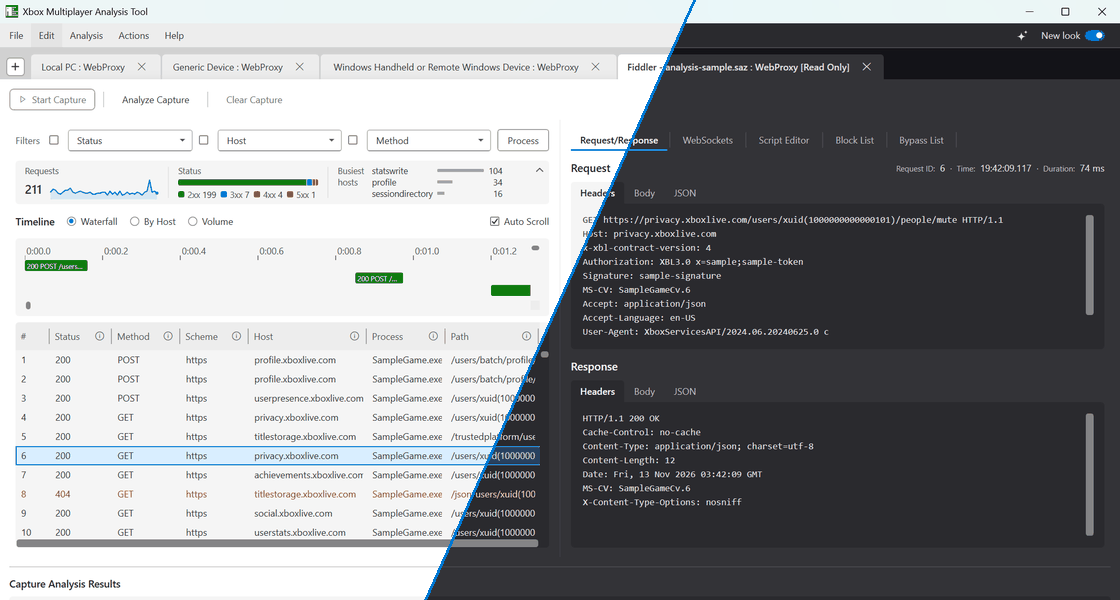 Xbox Multiplayer Analysis Tool
File Edit Analysis Actions Help New look
Local PC : WebProxy Generic Device : WebProxy Windows Handheld or Remote Windows Device : WebProxy Fiddler - analysis-sample.saz : WebProxy [Read Only]
Start Capture Analyze Capture Clear Capture
Filters Status Host Method Process
Requests
211
Status
2xx 199 3xx 7 4xx 4 5xx 1
Busiest hosts
statswrite 104
profile 34
sessiondirectory 16
Timeline Waterfall By Host Volume Auto Scroll
0:00.0 0:00.2 0:00.4 0:00.6 0:00.8 0:01.0 0:01.2
200 POST /users...
200 POST /...
# Status Method Scheme Host Process Path
1 200 POST https profile.xboxlive.com SampleGame.exe /users/batch/profile/
2 200 POST https profile.xboxlive.com SampleGame.exe /users/batch/profile/
3 200 POST https userpresence.xboxlive.com SampleGame.exe /users/xuid(1000000
4 200 GET https privacy.xboxlive.com SampleGame.exe /users/xuid(1000000
5 200 GET https titlestorage.xboxlive.com SampleGame.exe /trustedplatform/use
6 200 GET https privacy.xboxlive.com SampleGame.exe /users/xuid(1000000
7 200 GET https achievements.xboxlive.com SampleGame.exe /users/xuid(1000000
8 404 GET https titlestorage.xboxlive.com SampleGame.exe /json/users/xuid(100
9 200 GET https social.xboxlive.com SampleGame.exe /users/xuid(1000000
10 200 GET https userstats.xboxlive.com SampleGame.exe /users/xuid(1000000
Capture Analysis Results
Request/Response WebSockets Script Editor Block List Bypass List
Request Request ID: 6 · Time: 19:42:09.117 · Duration: 74 ms
Headers Body JSON
GET https://privacy.xboxlive.com/users/xuid(1000000000000101)/people/mute HTTP/1.1
Host: privacy.xboxlive.com
x-xbl-contract-version: 4
Authorization: XBL3.0 x=sample;sample-token
Signature: sample-signature
MS-CV: SampleGameCv.6
Accept: application/json
Accept-Language: en-US
User-Agent: XboxServicesAPI/2024.06.20240625.0 c
Response
Headers Body JSON
HTTP/1.1 200 OK
Cache-Control: no-cache
Content-Type: application/json; charset=utf-8
Content-Length: 12
Date: Fri, 13 Nov 2026 03:42:09 GMT
MS-CV: SampleGameCv.6
X-Content-Type-Options: nosniff